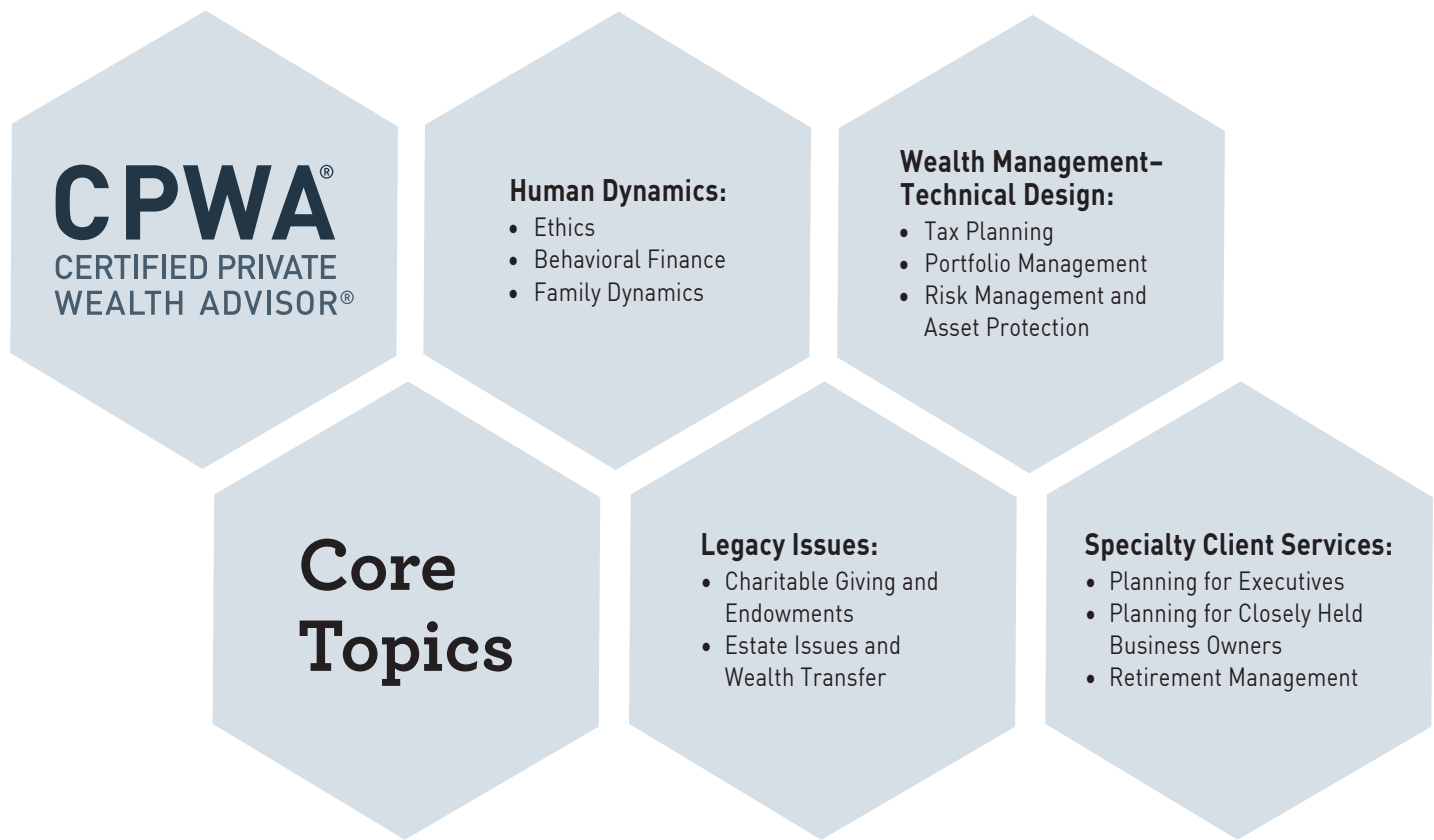 CPWA®
CERTIFIED PRIVATE
WEALTH ADVISOR®
Human Dynamics:
• Ethics
• Behavioral Finance
• Family Dynamics
Wealth Management–
Technical Design:
• Tax Planning
• Portfolio Management
• Risk Management and
Asset Protection
Core
Topics
Legacy Issues:
• Charitable Giving and
Endowments
• Estate Issues and
Wealth Transfer
Specialty Client Services:
• Planning for Executives
• Planning for Closely Held
Business Owners
• Retirement Management